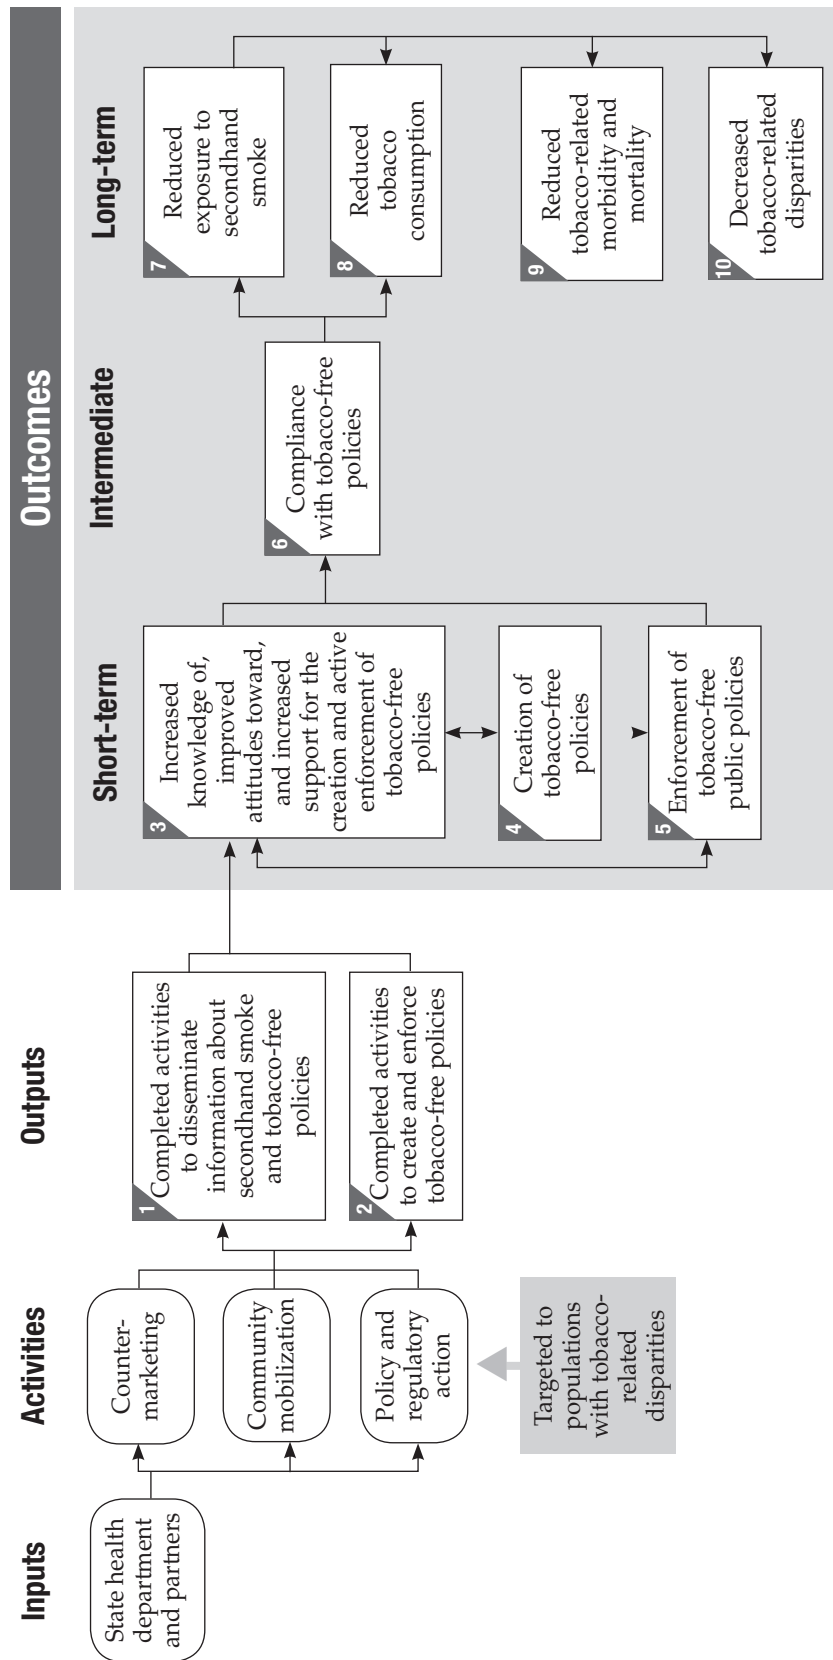 Outcomes
Inputs
Activities
Outputs
Short-term
Intermediate
Long-term
State health
department
and partners
Counter-
marketing
Community
mobilization
Policy and
regulatory
action
Targeted to
populations
with tobacco-
related
disparities
1
Completed activities
to disseminate
information about
secondhand smoke
and tobacco-free
policies
2
Completed activities
to create and enforce
tobacco-free policies
3
Increased
knowledge of,
improved
attitudes toward,
and increased
support for the
creation and active
enforcement of
tobacco-free
policies
4
Creation of
tobacco-free
policies
5
Enforcement of
tobacco-free
public policies
6
Compliance
with tobacco-free
policies
7
Reduced
exposure to
secondhand
smoke
8
Reduced
tobacco
consumption
9
Reduced
tobacco-related
morbidity and
mortality
10
Decreased
tobacco-related
disparities